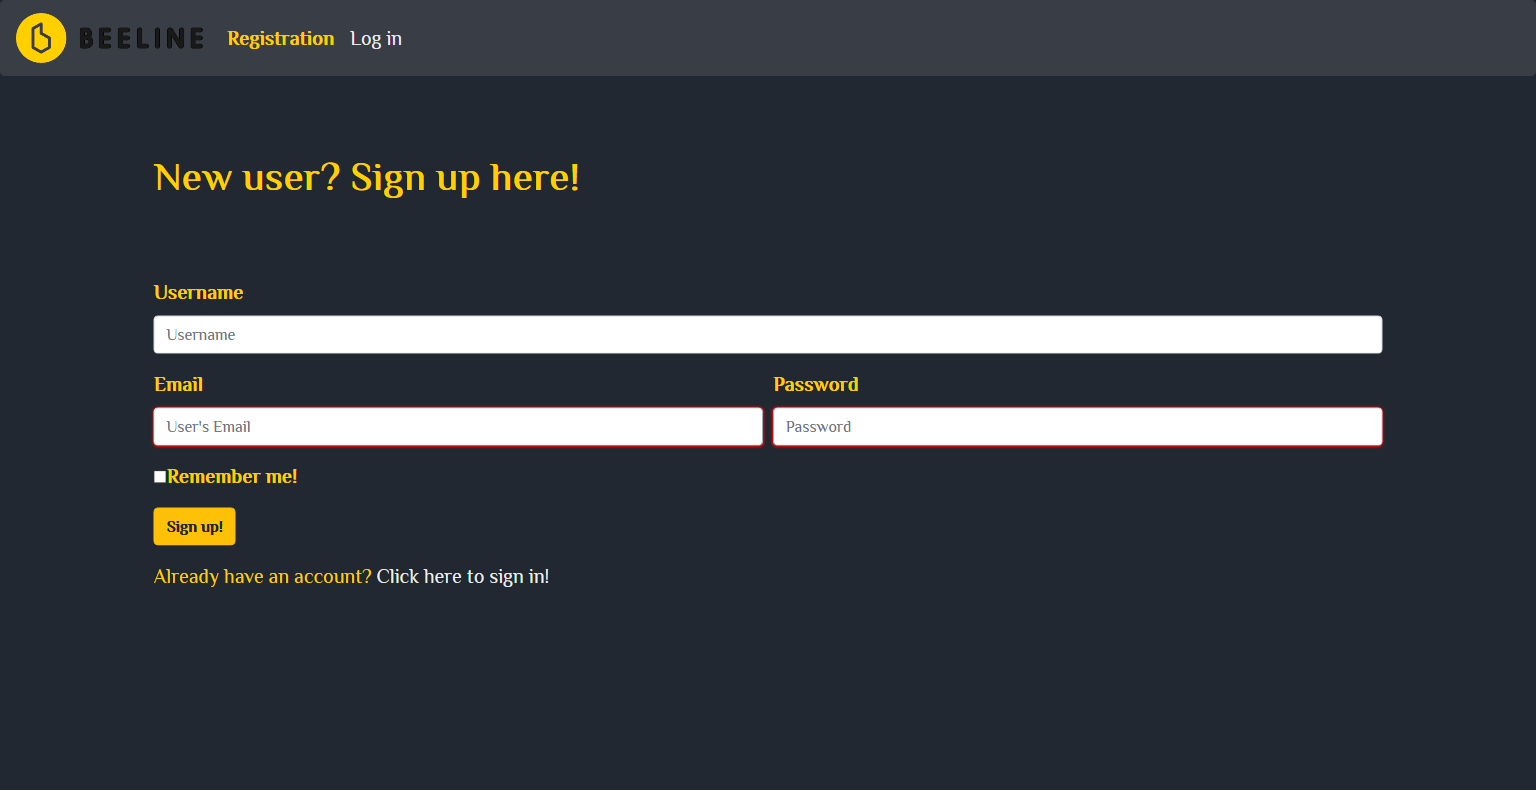 BEELINE Registration Log in
New user? Sign up here!
Username
Username
Email Password
User's Email Password
Remember me!
Sign up!
Already have an account? Click here to sign in!